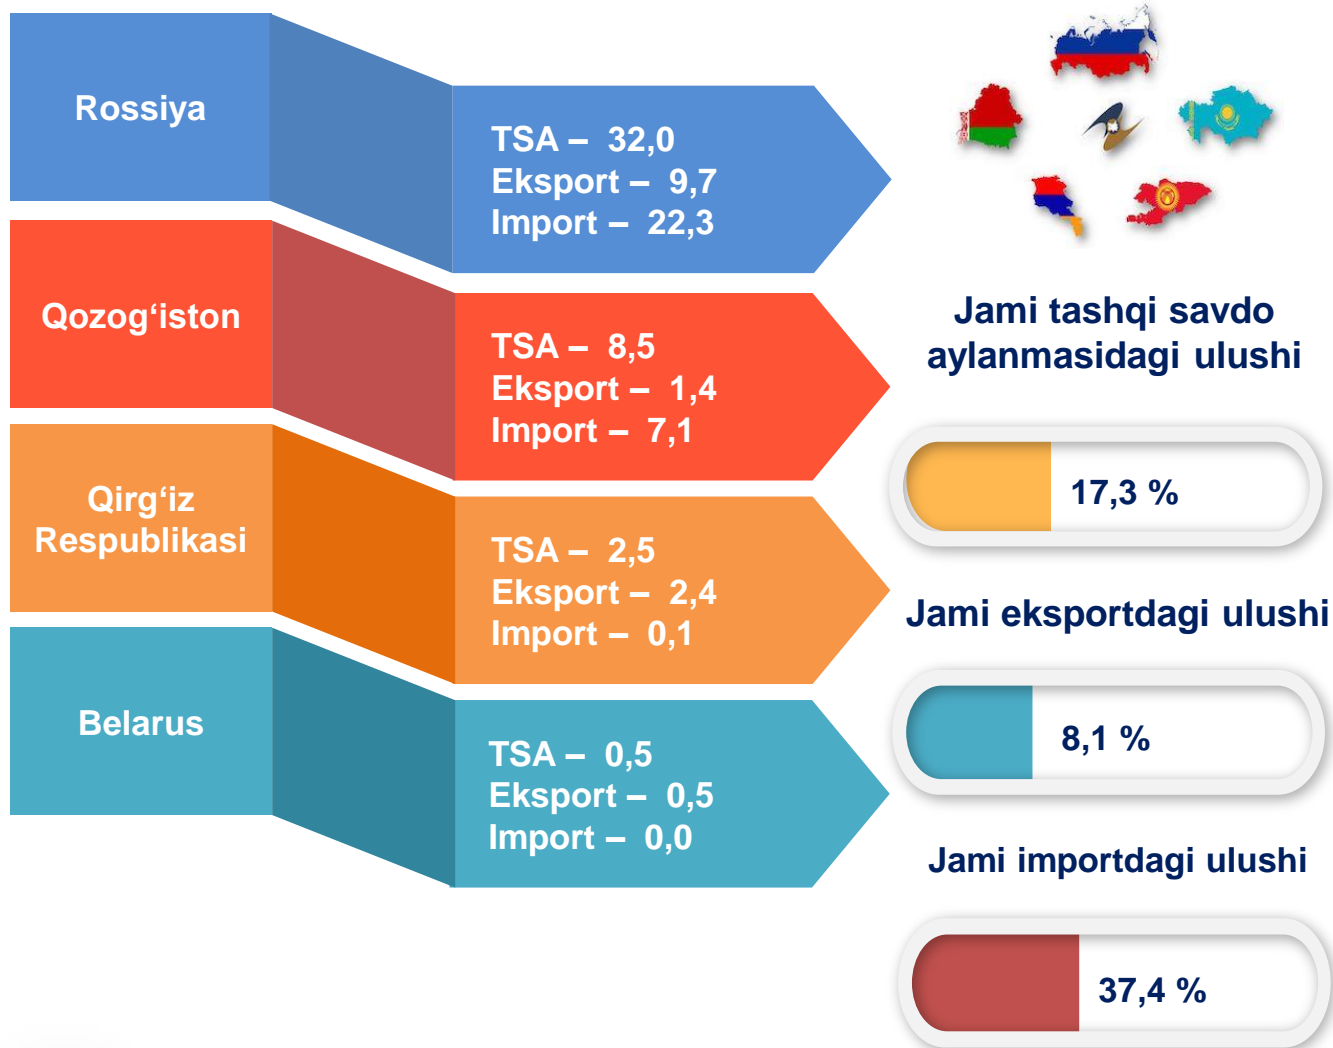 Rossiya
TSA – 32,0
Eksport – 9,7
Import – 22,3
Qozog‘iston
TSA – 8,5
Eksport – 1,4
Import – 7,1
Qirg‘iz
Respublikasi
TSA – 2,5
Eksport – 2,4
Import – 0,1
Belarus
TSA – 0,5
Eksport – 0,5
Import – 0,0
Jami tashqi savdo
aylanmasidagi ulushi
17,3 %
Jami eksportdagi ulushi
8,1 %
Jami importdagi ulushi
37,4 %